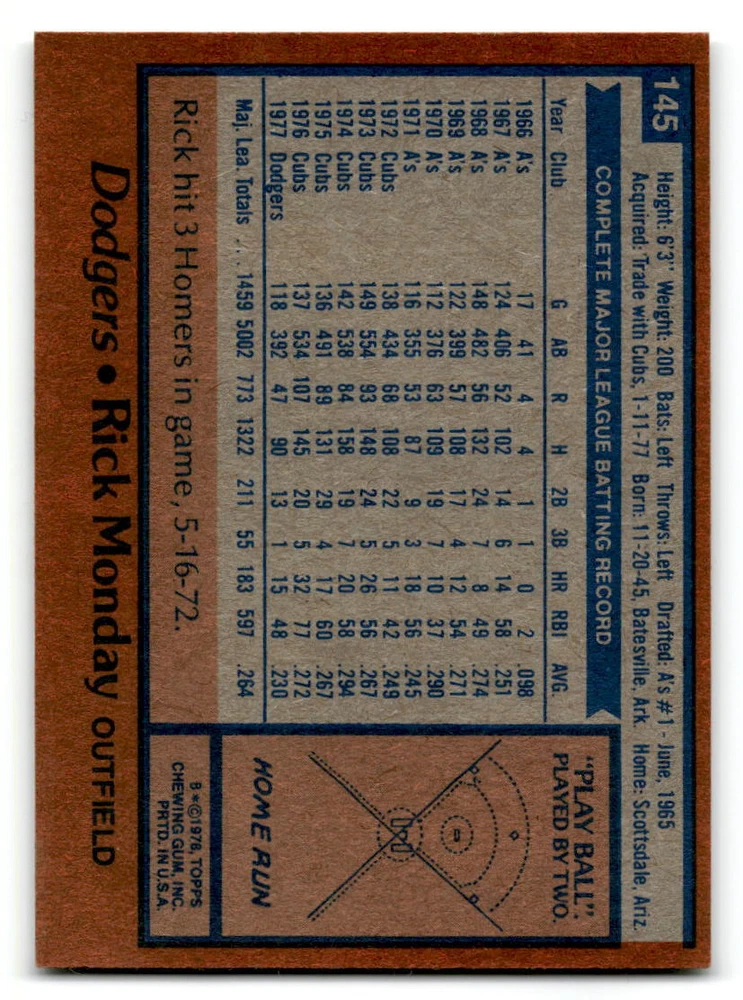 145
Height: 6'3" Weight: 200 Bats: Left Throws: Left Drafted: A's #1 - June, 1965
Acquired: Trade with Cubs, 1-11-77 Born: 11-20-45, Batesville, Ark. Home: Scottsdale, Ariz.
COMPLETE MAJOR LEAGUE BATTING RECORD
Year Club G AB R H 2B 3B HR RBI AVG.
1966 A's 17 41 4 4 1 1 0 2 .098
1967 A's 124 406 52 102 14 6 14 58 .251
1968 A's 148 482 56 132 24 7 8 49 .274
1969 A's 122 399 57 108 17 4 12 54 .271
1970 A's 112 376 63 109 19 7 10 37 .290
1971 A's 116 355 53 87 9 3 18 56 .245
1972 Cubs 138 434 68 108 22 5 11 42 .249
1973 Cubs 149 554 93 148 24 5 26 56 .267
1974 Cubs 142 538 84 158 19 7 20 58 .294
1975 Cubs 136 491 89 131 29 4 17 60 .267
1976 Cubs 137 534 107 145 20 5 32 77 .272
1977 Dodgers 118 392 47 90 13 1 15 48 .230
Maj. Lea. Totals ... 1459 5002 773 1322 211 55 183 597 .264
Rick hit 3 Homers in game, 5-16-72.
"PLAY BALL"
PLAYED BY TWO.
HOME RUN
B*©1978, TOPPS
CHEWING GUM, INC.
PRTD. IN U.S.A.
Dodgers • Rick Monday OUTFIELD